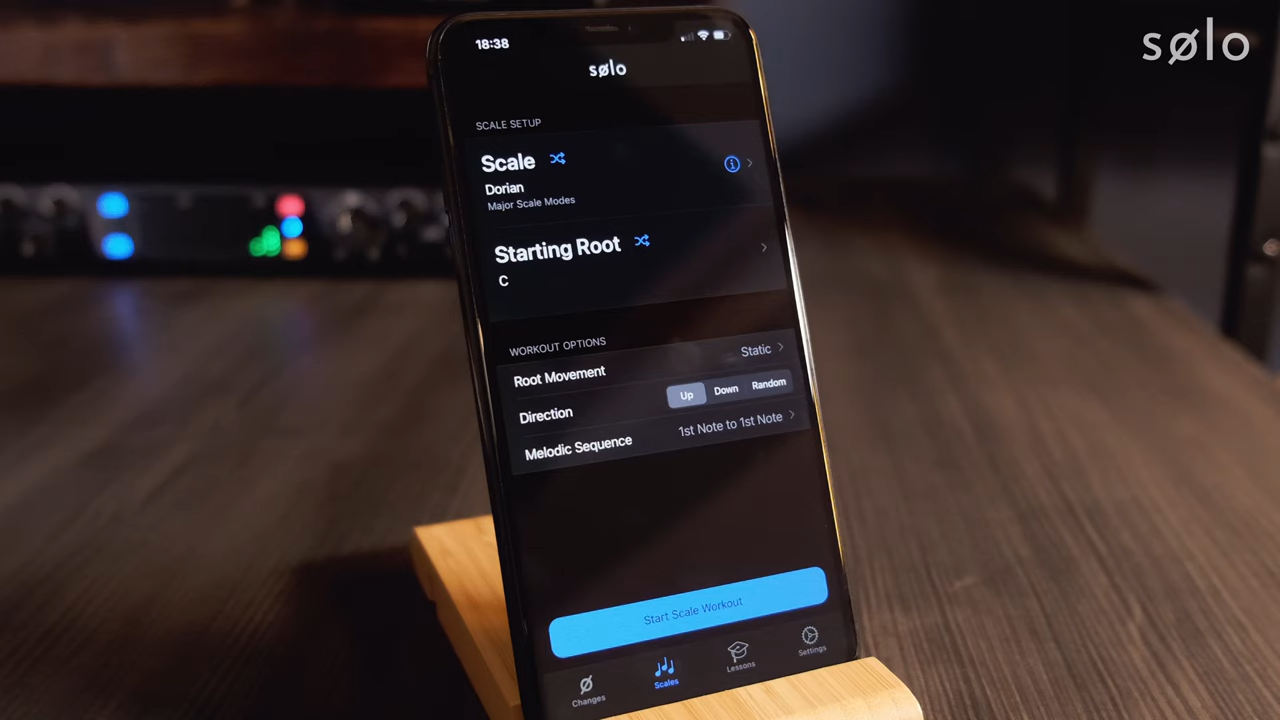 sølo
18:38
sølo
SCALE SETUP
Scale
Dorian
Major Scale Modes
Starting Root
C
WORKOUT OPTIONS
Root Movement Static
Direction Up Down Random
Melodic Sequence 1st Note to 1st Note
Start Scale Workout
Changes Scales Lessons Settings